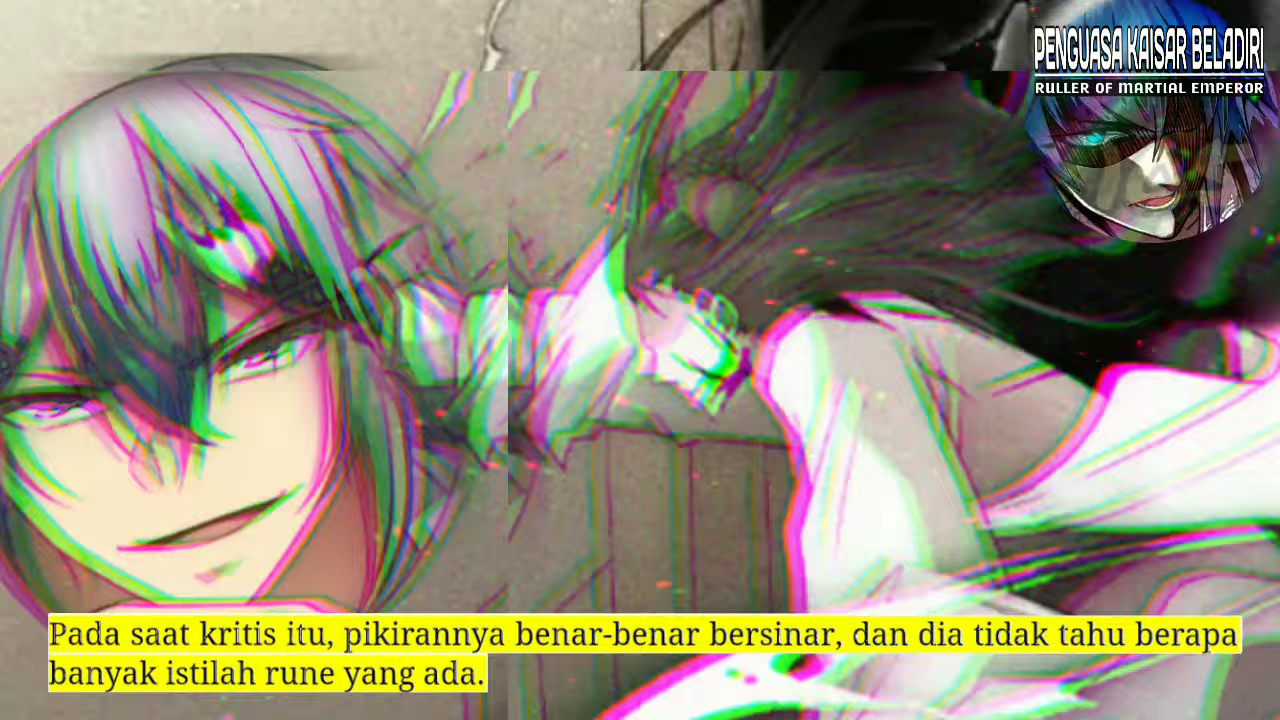 PENGUASA KAISAR BELADIRI
RULLER OF MARTIAL EMPEROR
Pada saat kritis itu, pikirannya benar-benar bersinar, dan dia tidak tahu berapa
banyak istilah rune yang ada.